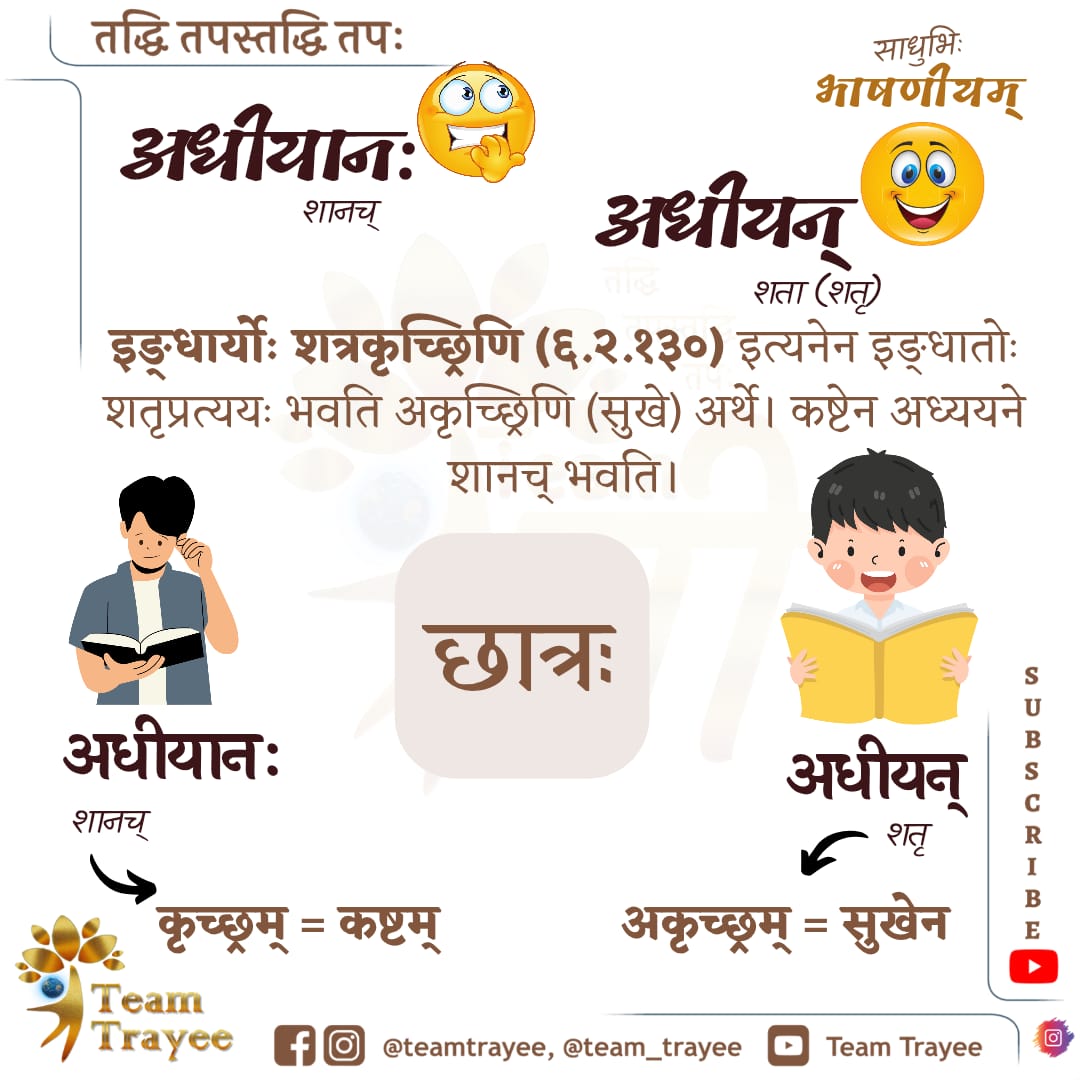 तद्धि तपस्तद्धि तपः
साधुभिः
भाषणीयम्
अधीयानः
शानच्
अधीयन्
शता (शतृ)
इङ्धार्योः शत्रकृच्छ्रिणि (६.२.१३०) इत्यनेन इङ्धातोः
शतृप्रत्ययः भवति अकृच्छ्रिणि (सुखे) अर्थे। कष्टेन अध्ययने
शानच् भवति।
छात्रः
अधीयानः
शानच्
अधीयन्
शतृ
कृच्छ्रम् = कष्टम्
अकृच्छ्रम् = सुखेन
SUBSCRIBE
Team
Trayee
@teamtrayee, @team_trayee
Team Trayee